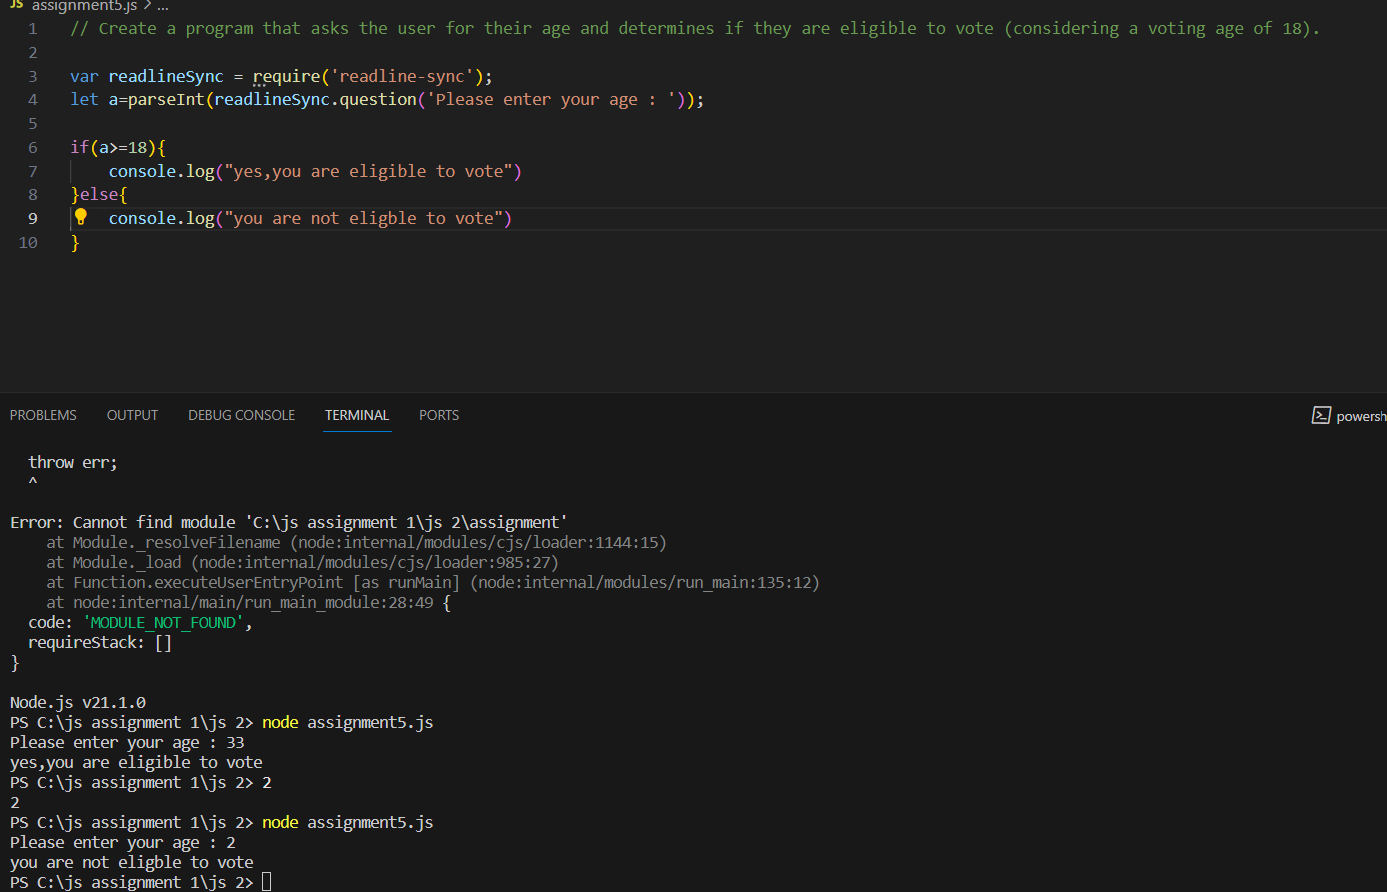 JS assignment5.js > ...
1 // Create a program that asks the user for their age and determines if they are eligible to vote (considering a voting age of 18).
2
3 var readlineSync = require('readline-sync');
4 let a=parseInt(readlineSync.question('Please enter your age : '));
5
6 if(a>=18){
7     console.log("yes,you are eligible to vote")
8 }else{
9     console.log("you are not eligble to vote")
10 }
PROBLEMS OUTPUT DEBUG CONSOLE TERMINAL PORTS powersh
  throw err;
  ^
Error: Cannot find module 'C:\js assignment 1\js 2\assignment'
    at Module._resolveFilename (node:internal/modules/cjs/loader:1144:15)
    at Module._load (node:internal/modules/cjs/loader:985:27)
    at Function.executeUserEntryPoint [as runMain] (node:internal/modules/run_main:135:12)
    at node:internal/main/run_main_module:28:49 {
  code: 'MODULE_NOT_FOUND',
  requireStack: []
}
Node.js v21.1.0
PS C:\js assignment 1\js 2> node assignment5.js
Please enter your age : 33
yes,you are eligible to vote
PS C:\js assignment 1\js 2> 2
2
PS C:\js assignment 1\js 2> node assignment5.js
Please enter your age : 2
you are not eligble to vote
PS C:\js assignment 1\js 2>